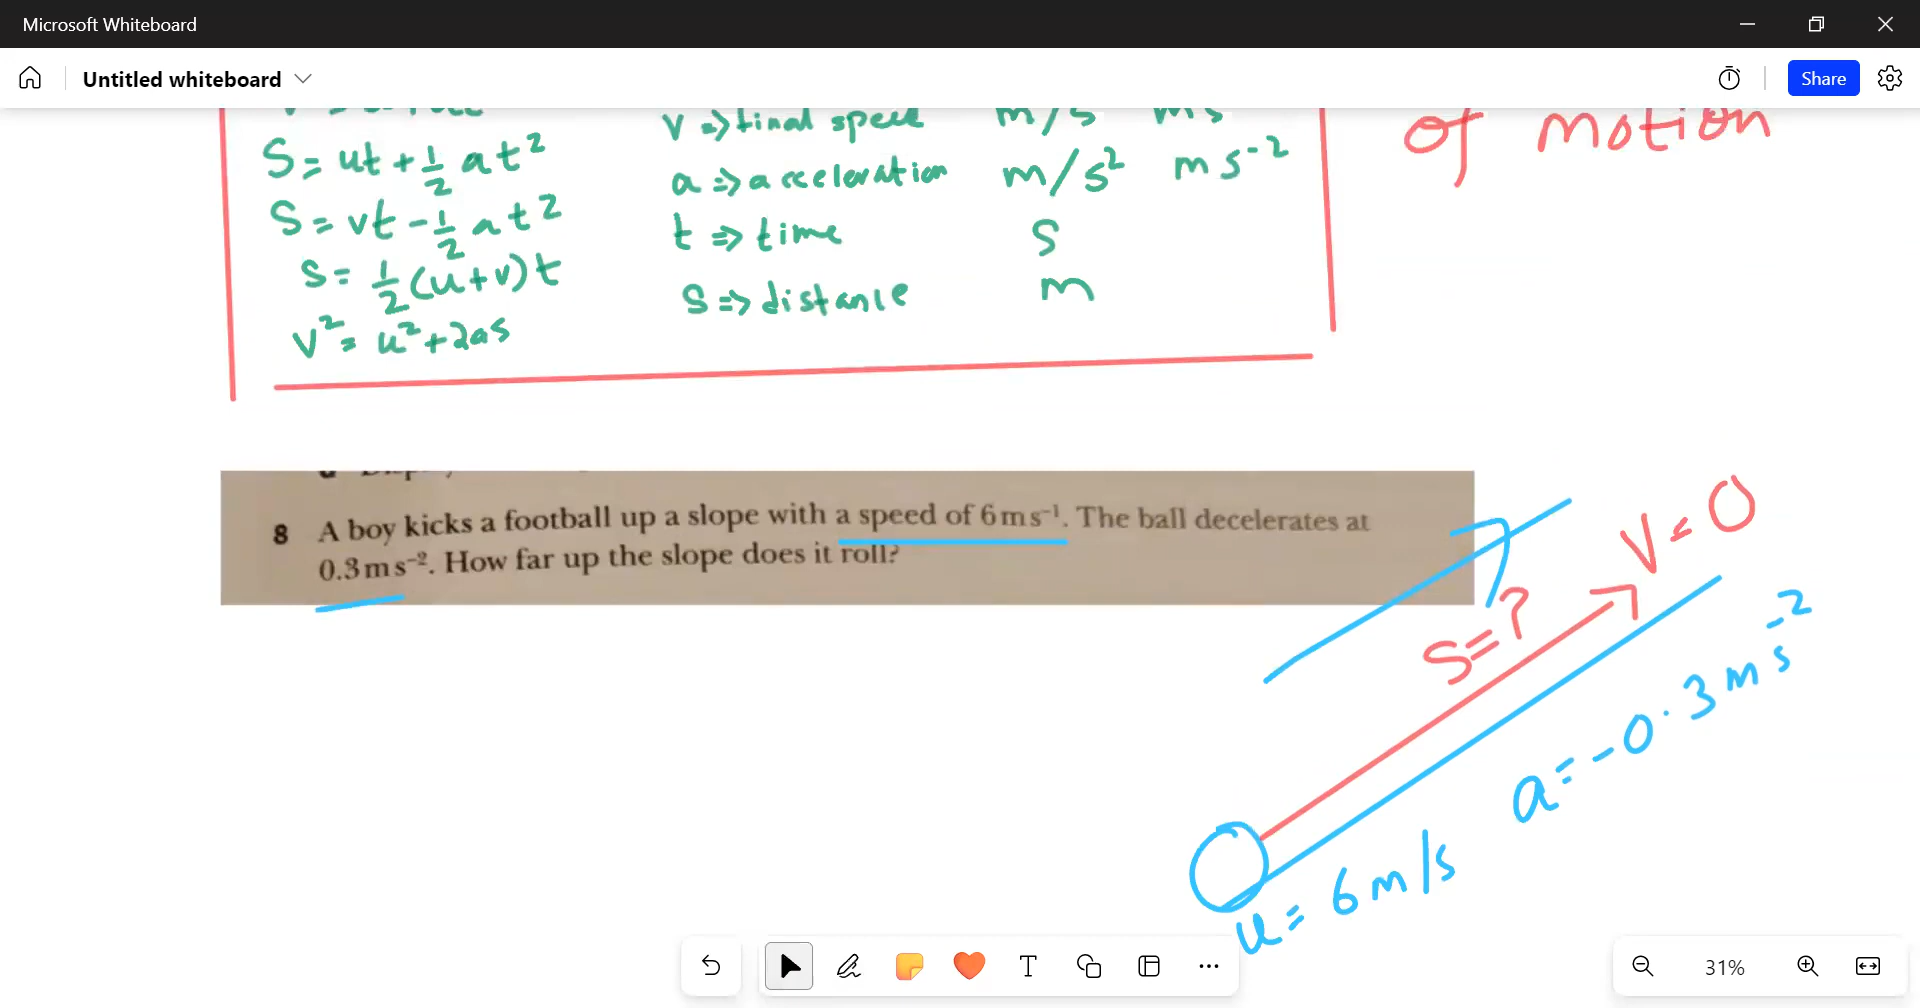 Microsoft Whiteboard
Untitled whiteboard
Share
S = ut + 1/2 at²
S = vt - 1/2 at²
S = 1/2 (u+v)t
v² = u² + 2as
v => final speed m/s ms
a => acceleration m/s² ms⁻²
t => time s
s => distance m
of motion
8 A boy kicks a football up a slope with a speed of 6 m s⁻¹. The ball decelerates at
0.3 m s⁻². How far up the slope does it roll?
V = 0
S = ?
a = -0.3 m s⁻²
u = 6 m/s
31%